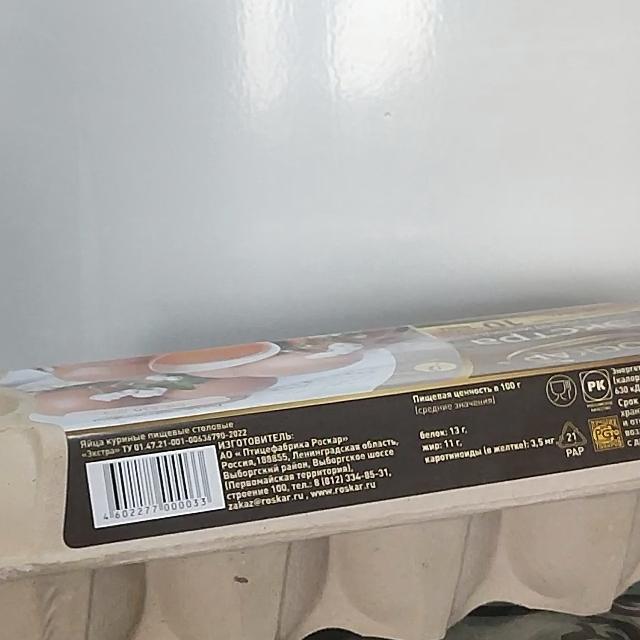 Яйца куриные пищевые столовые
«Экстра» ТУ 01.47.21-001-00636790-2022
4 602277 000033
ИЗГОТОВИТЕЛЬ:
АО « Птицефабрика Роскар»
Россия, 188855, Ленинградская область,
Выборгский район, Выборгское шоссе
(Первомайская территория),
строение 100, тел.: 8 (812) 334-85-31,
zakaz@roskar.ru , www.roskar.ru
Пищевая ценность в 100 г
(средние значения)
белок: 13 г,
жир: 11 г,
каротиноиды (в желтке): 3,5 мг
21
PAP
РК
10
Экстра